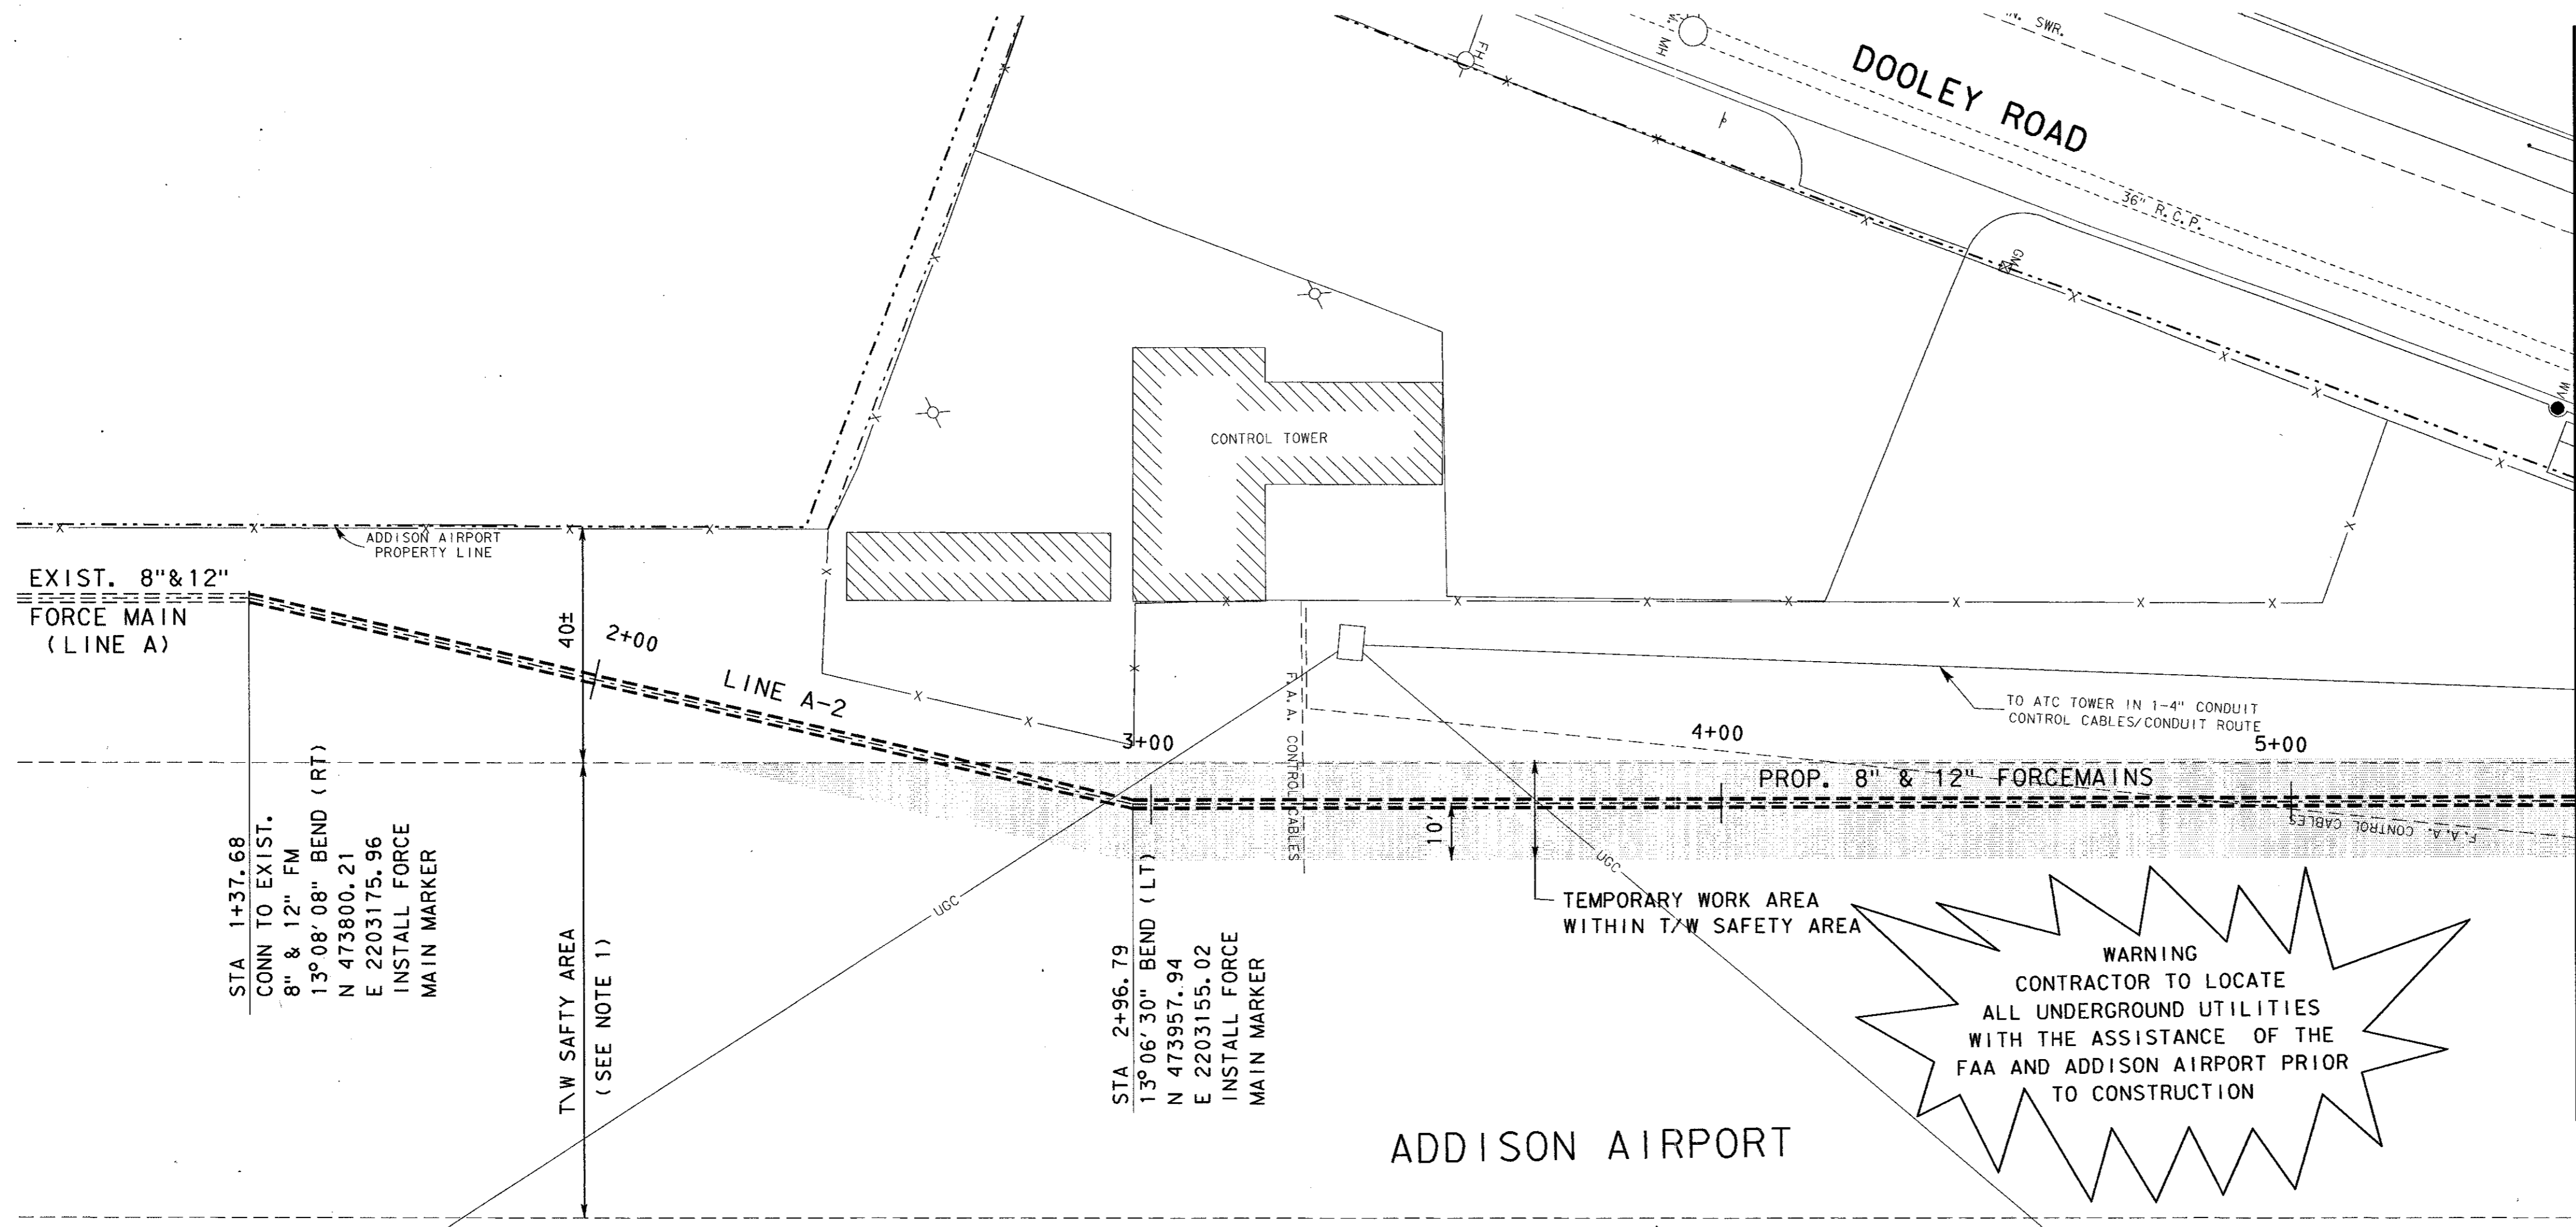 IN. SWR.
FH
MH
DOOLEY ROAD
36" R.C.P.
GM
WV
CONTROL TOWER
ADDISON AIRPORT
PROPERTY LINE
EXIST. 8"&12"
FORCE MAIN
(LINE A)
40±
2+00
LINE A-2
3+00
F.A.A. CONTROL CABLES
TO ATC TOWER IN 1-4" CONDUIT
CONTROL CABLES/CONDUIT ROUTE
4+00
5+00
PROP. 8" & 12" FORCEMAINS
10'
F.A.A. CONTROL CABLES
UGC
UGC
TEMPORARY WORK AREA
WITHIN T/W SAFETY AREA
STA 1+37.68
CONN TO EXIST.
8" & 12" FM
13°08'08" BEND (RT)
N 473800.21
E 2203175.96
INSTALL FORCE
MAIN MARKER
T\W SAFTY AREA
(SEE NOTE 1)
STA 2+96.79
13°06'30" BEND (LT)
N 473957.94
E 22031555.02
INSTALL FORCE
MAIN MARKER
WARNING
CONTRACTOR TO LOCATE
ALL UNDERGROUND UTILITIES
WITH THE ASSISTANCE OF THE
FAA AND ADDISON AIRPORT PRIOR
TO CONSTRUCTION
ADDISON AIRPORT